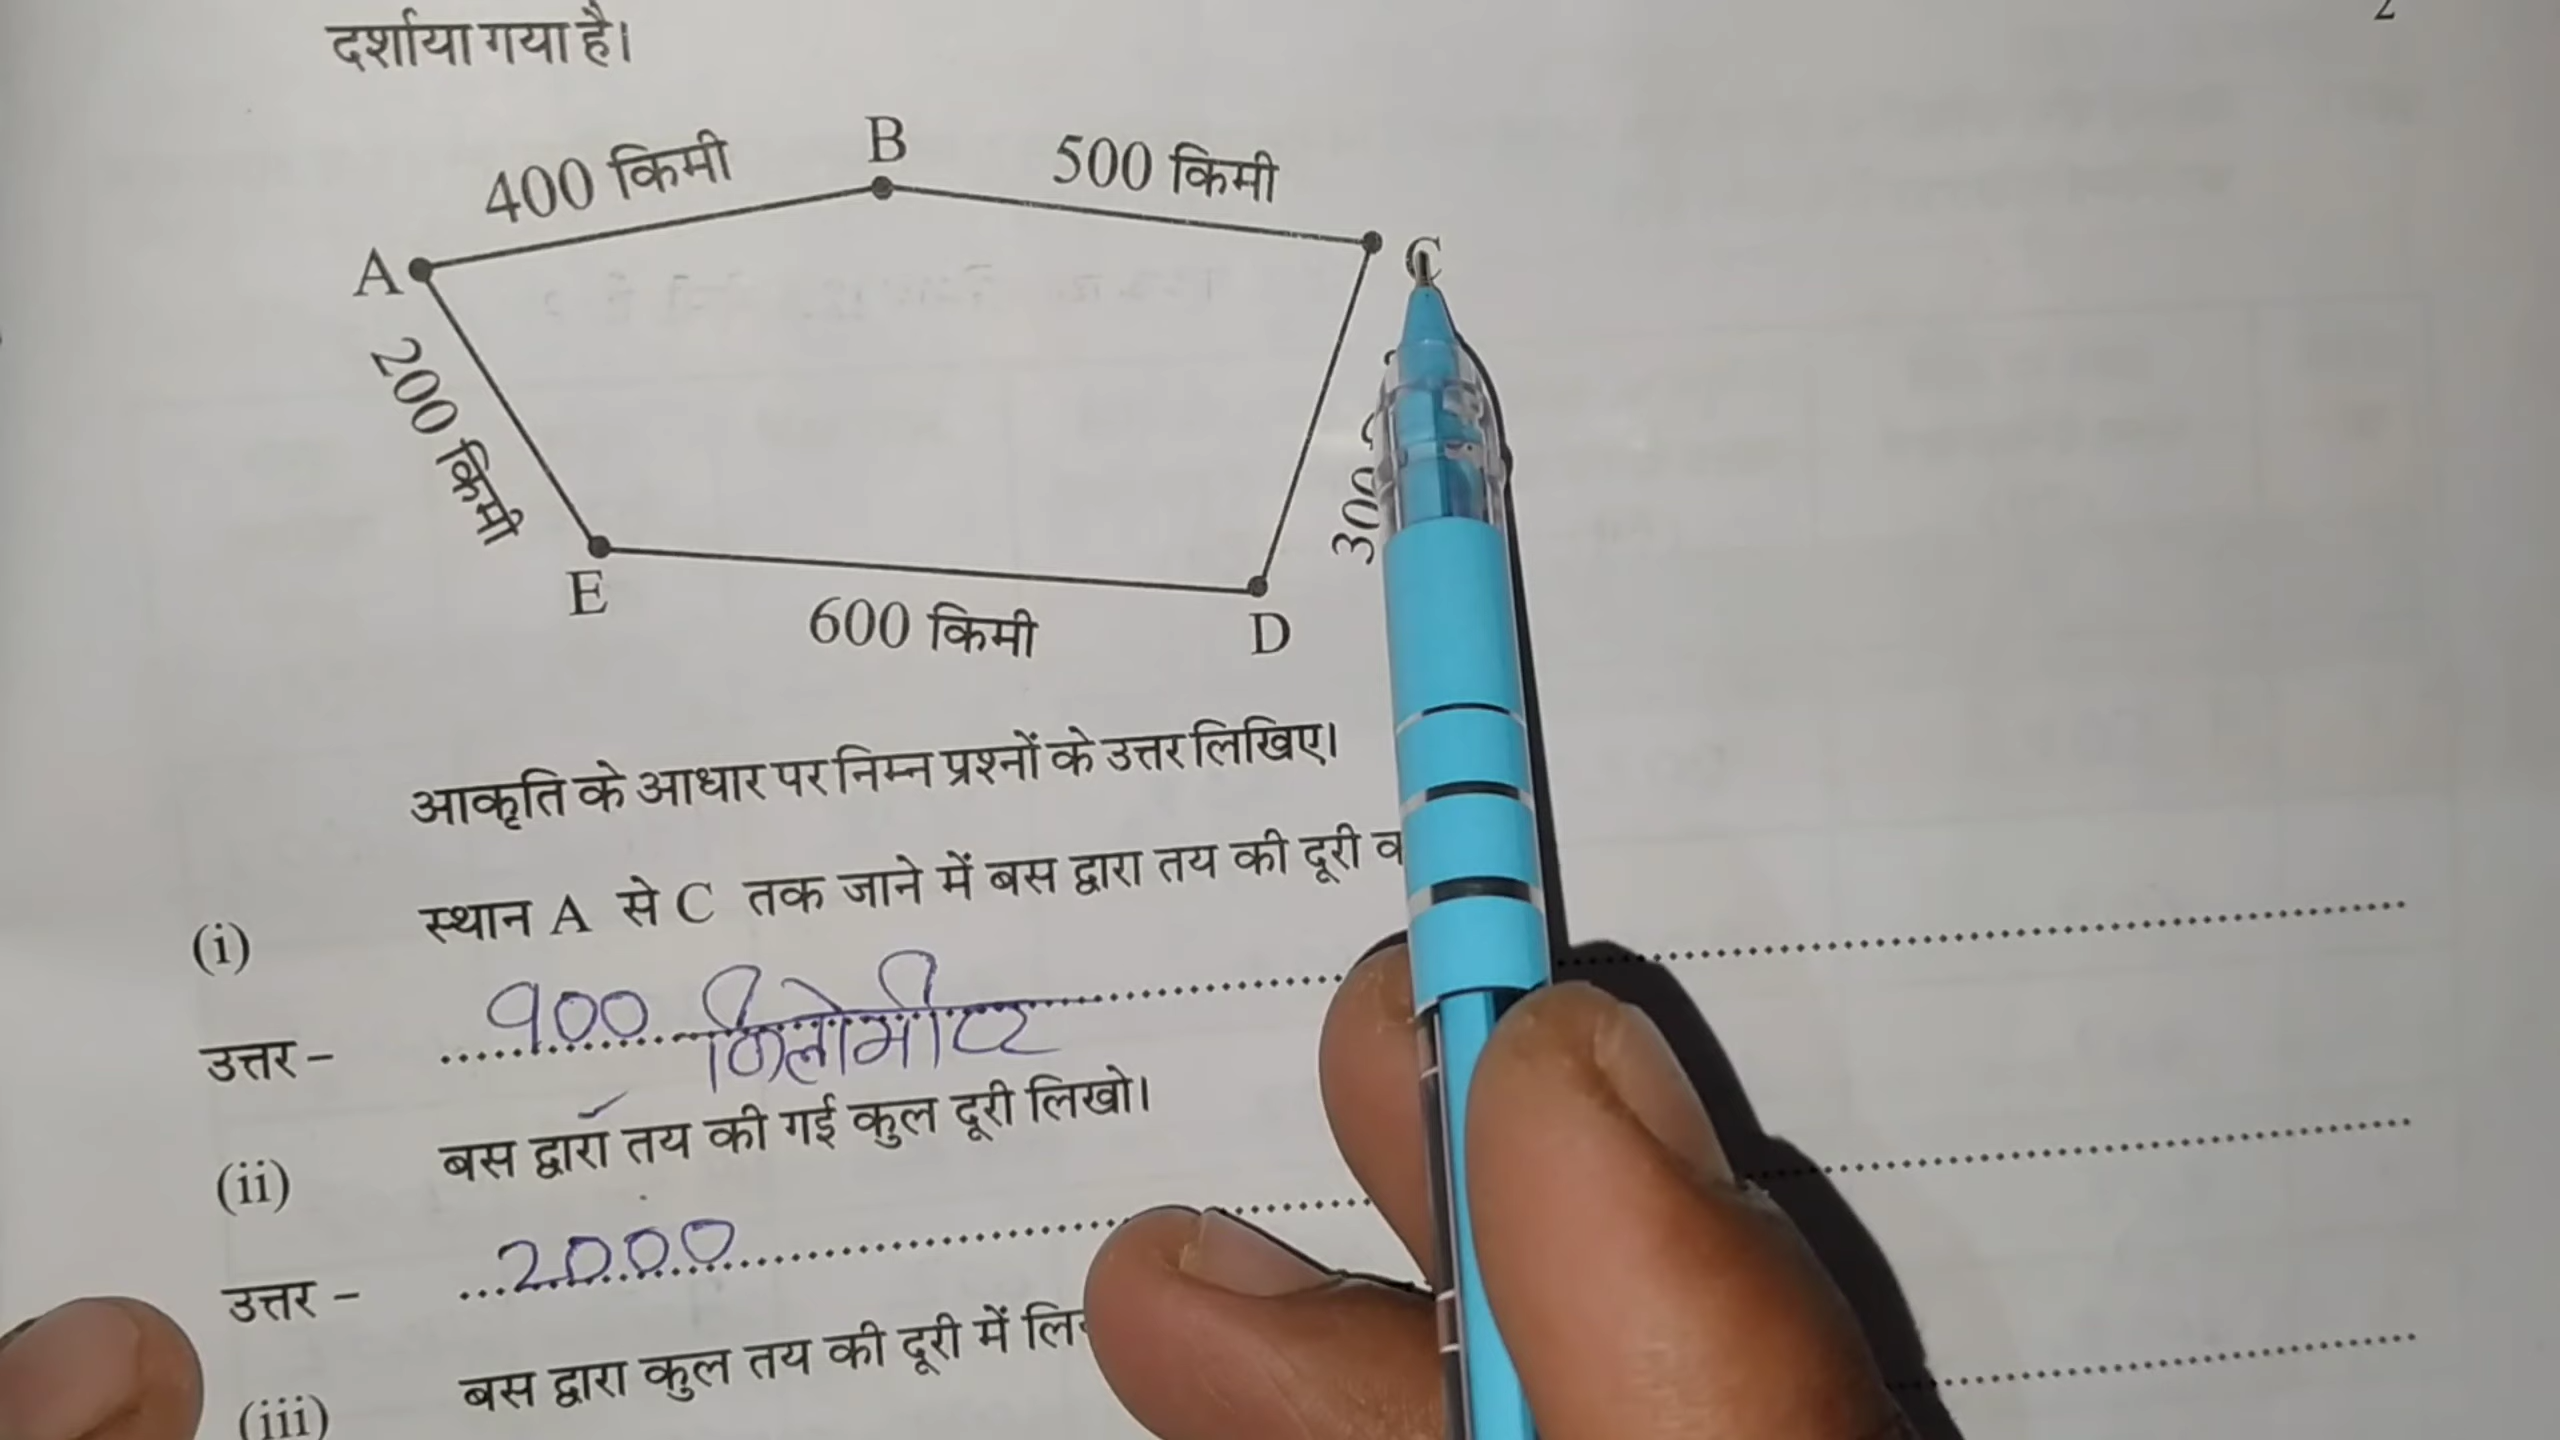 दर्शाया गया है।
B
400 किमी
500 किमी
A
C
200 किमी
300
E
600 किमी
D
आकृति के आधार पर निम्न प्रश्नों के उत्तर लिखिए।
(i) स्थान A से C तक जाने में बस द्वारा तय की दूरी
उत्तर – 900 किलोमीटर
(ii) बस द्वारा तय की गई कुल दूरी लिखो।
उत्तर – 2000
(iii) बस द्वारा कुल तय की दूरी में